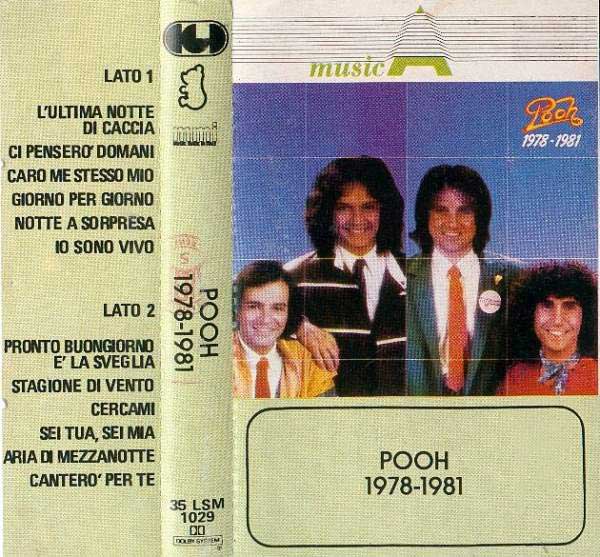 LATO 1
L'ULTIMA NOTTE
DI CACCIA
CI PENSERO' DOMANI
CARO ME STESSO MIO
GIORNO PER GIORNO
NOTTE A SORPRESA
IO SONO VIVO
LATO 2
PRONTO BUONGIORNO
E' LA SVEGLIA
STAGIONE DI VENTO
CERCAMI
SEI TUA, SEI MIA
ARIA DI MEZZANOTTE
CANTERO' PER TE
POOH
1978-1981
35 LSM
1029
DOLBY SYSTEM
music A
Pooh
1978-1981
POOH
1978-1981